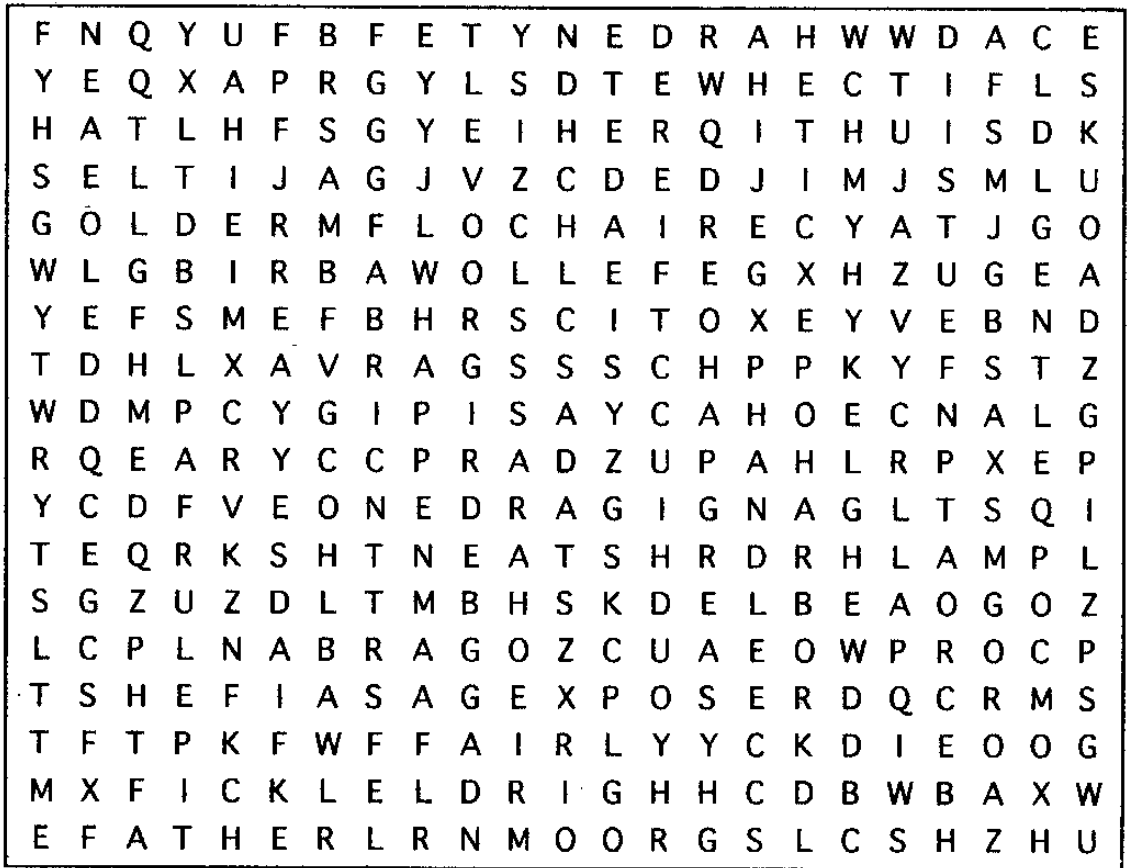 F N Q Y U F B F E T Y N E D R A H W W D A C E
Y E Q X A P R G Y L S D T E W H E C T I F L S
H A T L H F S G Y E I H E R Q I T H U I S D K
S E L T I J A G J V Z C D E D J I M J S M L U
G O L D E R M F L O C H A I R E C Y A T J G O
W L G B I R B A W O L L E F E G X H Z U G E A
Y E F S M E F B H R S C I T O X E Y V E B N D
T D H L X A V R A G S S S C H P P K Y F S T Z
W D M P C Y G I P I S A Y C A H O E C N A L G
R Q E A R Y C C P R A D Z U P A H L R P X E P
Y C D F V E O N E D R A G I G N A G L T S Q I
T E Q R K S H T N E A T S H R D R H L A M P L
S G Z U Z D L T M B H S K D E L B E A O G O Z
L C P L N A B R A G O Z C U A E O W P R O C P
T S H E F I A S A G E X P O S E R D Q C R M S
T F T P K F W F F A I R L Y Y C K D I E O O G
M X F I C K L E L D R I G H H C D B W B A X W
E F A T H E R L R N M O O R G S L C S H Z H U